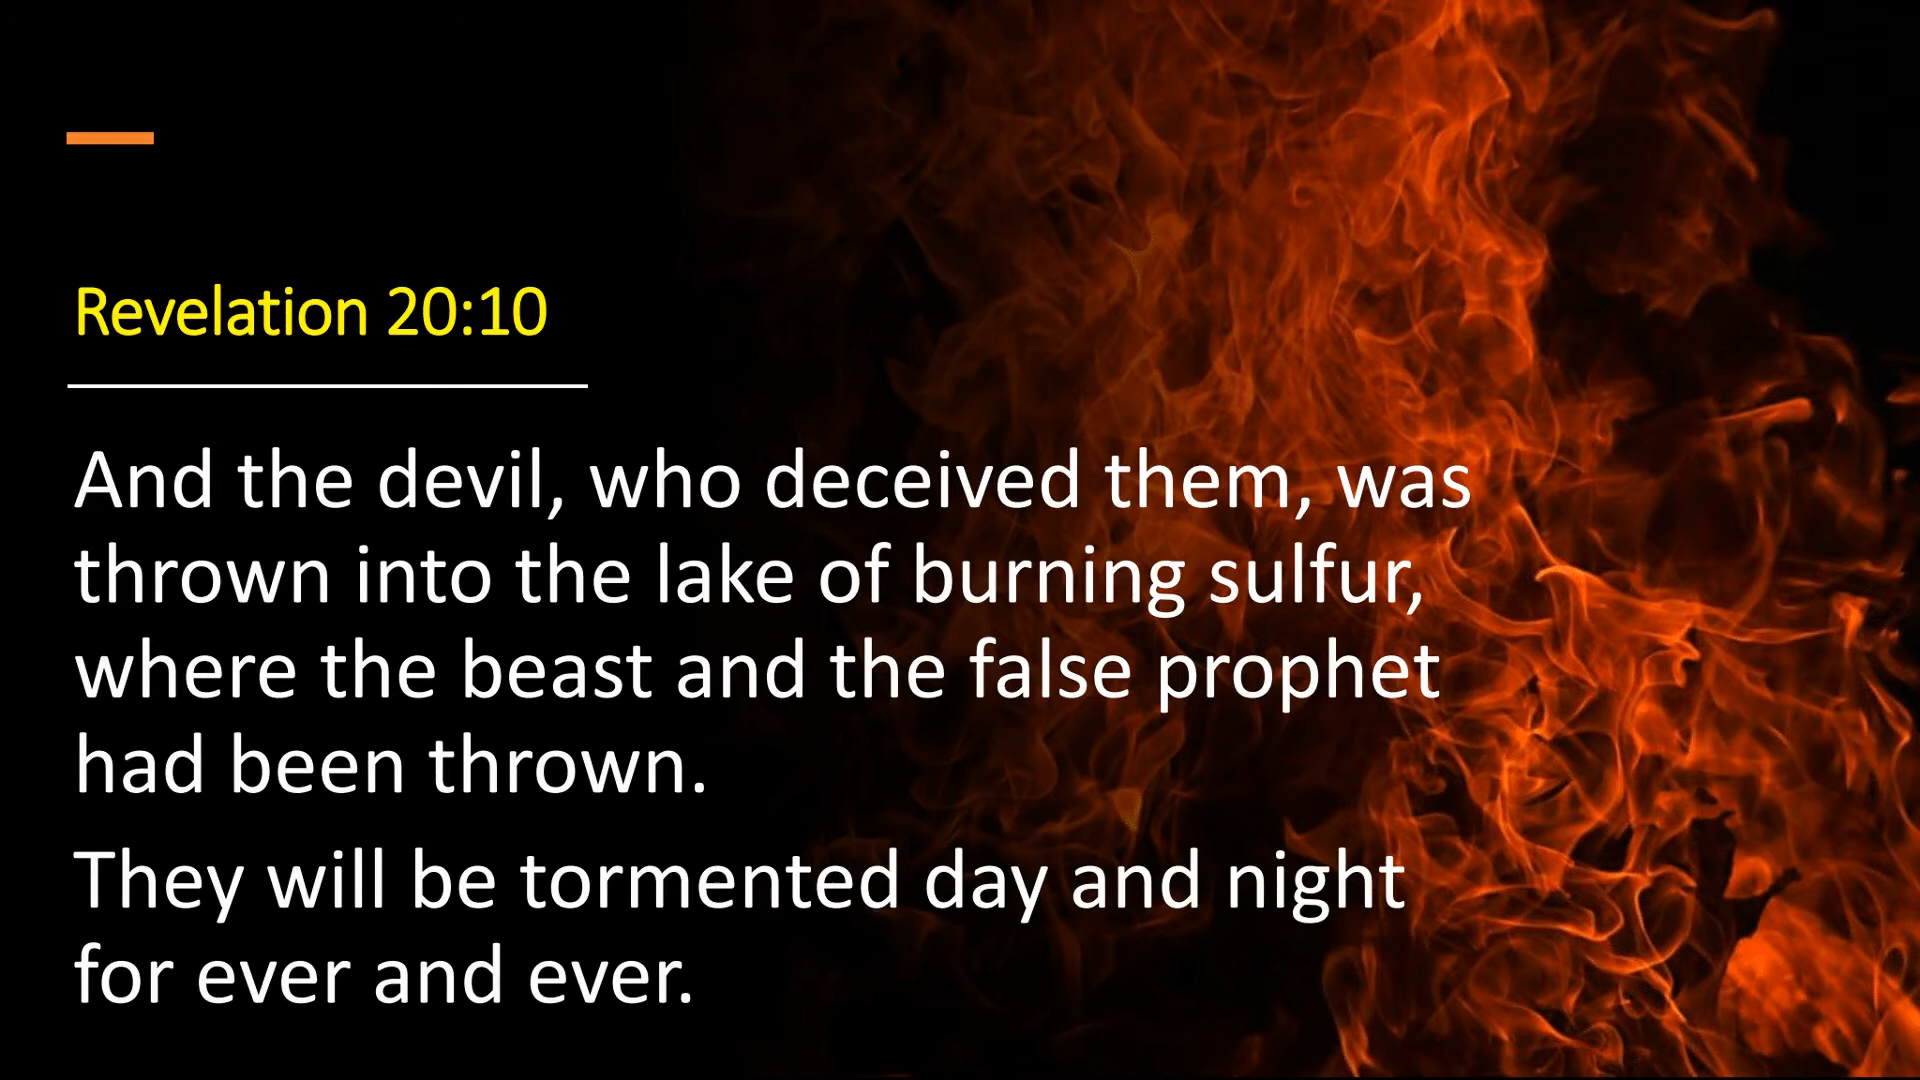 Revelation 20:10
And the devil, who deceived them, was
thrown into the lake of burning sulfur,
where the beast and the false prophet
had been thrown.
They will be tormented day and night
for ever and ever.